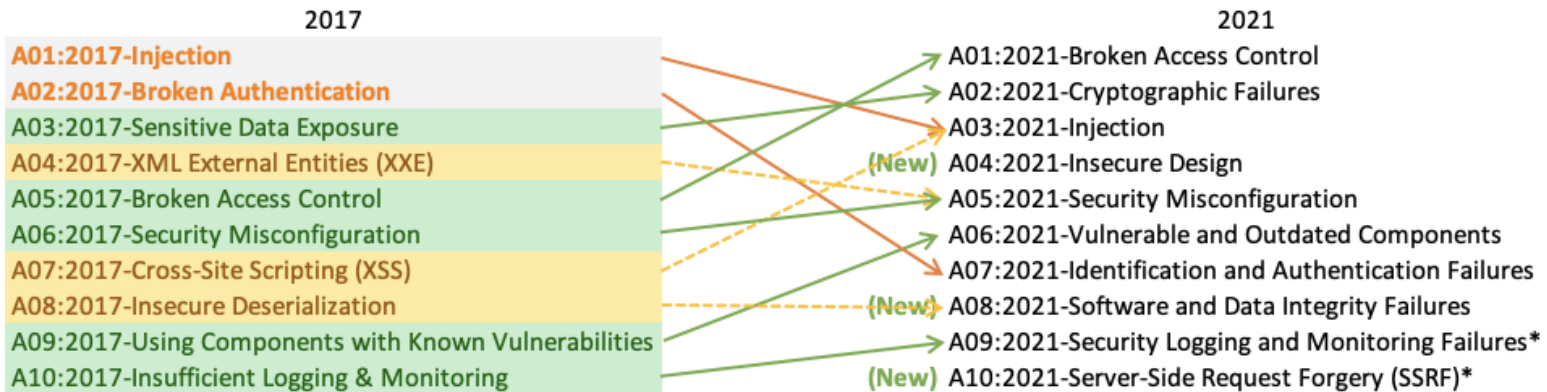 2017
2021
A01:2017-Injection
A01:2021-Broken Access Control
A02:2017-Broken Authentication
A02:2021-Cryptographic Failures
A03:2017-Sensitive Data Exposure
A03:2021-Injection
A04:2017-XML External Entities (XXE)
(New) A04:2021-Insecure Design
A05:2017-Broken Access Control
A05:2021-Security Misconfiguration
A06:2017-Security Misconfiguration
A06:2021-Vulnerable and Outdated Components
A07:2017-Cross-Site Scripting (XSS)
A07:2021-Identification and Authentication Failures
A08:2017-Insecure Deserialization
(New) A08:2021-Software and Data Integrity Failures
A09:2017-Using Components with Known Vulnerabilities
A09:2021-Security Logging and Monitoring Failures*
A10:2017-Insufficient Logging & Monitoring
(New) A10:2021-Server-Side Request Forgery (SSRF)*